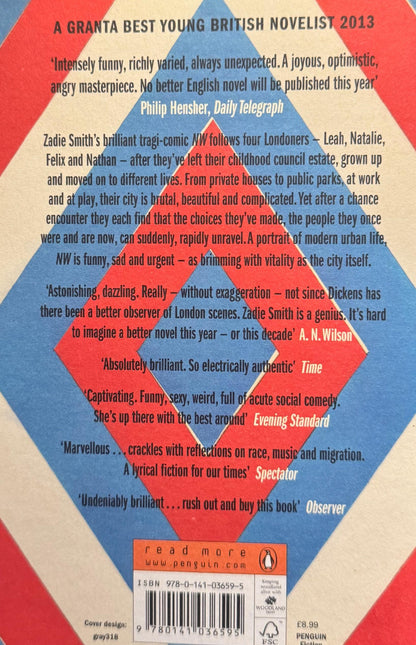 A GRANTA BEST YOUNG BRITISH NOVELIST 2013
‘Intensely funny, richly varied, always unexpected. A joyous, optimistic,
angry masterpiece. No better English novel will be published this year’
Philip Hensher, Daily Telegraph
Zadie Smith’s brilliant tragi-comic NW follows four Londoners – Leah, Natalie,
Felix and Nathan – after they’ve left their childhood council estate, grown up
and moved on to different lives. From private houses to public parks, at work
and at play, their city is brutal, beautiful and complicated. Yet after a chance
encounter they each find that the choices they’ve made, the people they once
were and are now, can suddenly, rapidly unravel. A portrait of modern urban life,
NW is funny, sad and urgent – as brimming with vitality as the city itself.
‘Astonishing, dazzling. Really – without exaggeration – not since Dickens has
there been a better observer of London scenes. Zadie Smith is a genius. It’s hard
to imagine a better novel this year – or this decade’ A. N. Wilson
‘Absolutely brilliant. So electrically authentic’ Time
‘Captivating. Funny, sexy, weird, full of acute social comedy.
She’s up there with the best around’ Evening Standard
‘Marvellous . . . crackles with reflections on race, music and migration.
A lyrical fiction for our times’ Spectator
‘Undeniably brilliant . . . rush out and buy this book’ Observer
read more
www.penguin.com
ISBN 978-0-141-03659-5
9 780141 036595
Keeping
woodland
alive with
WOODLAND
FSC
Cover design:
gray318
£8.99
PENGUIN
Fiction